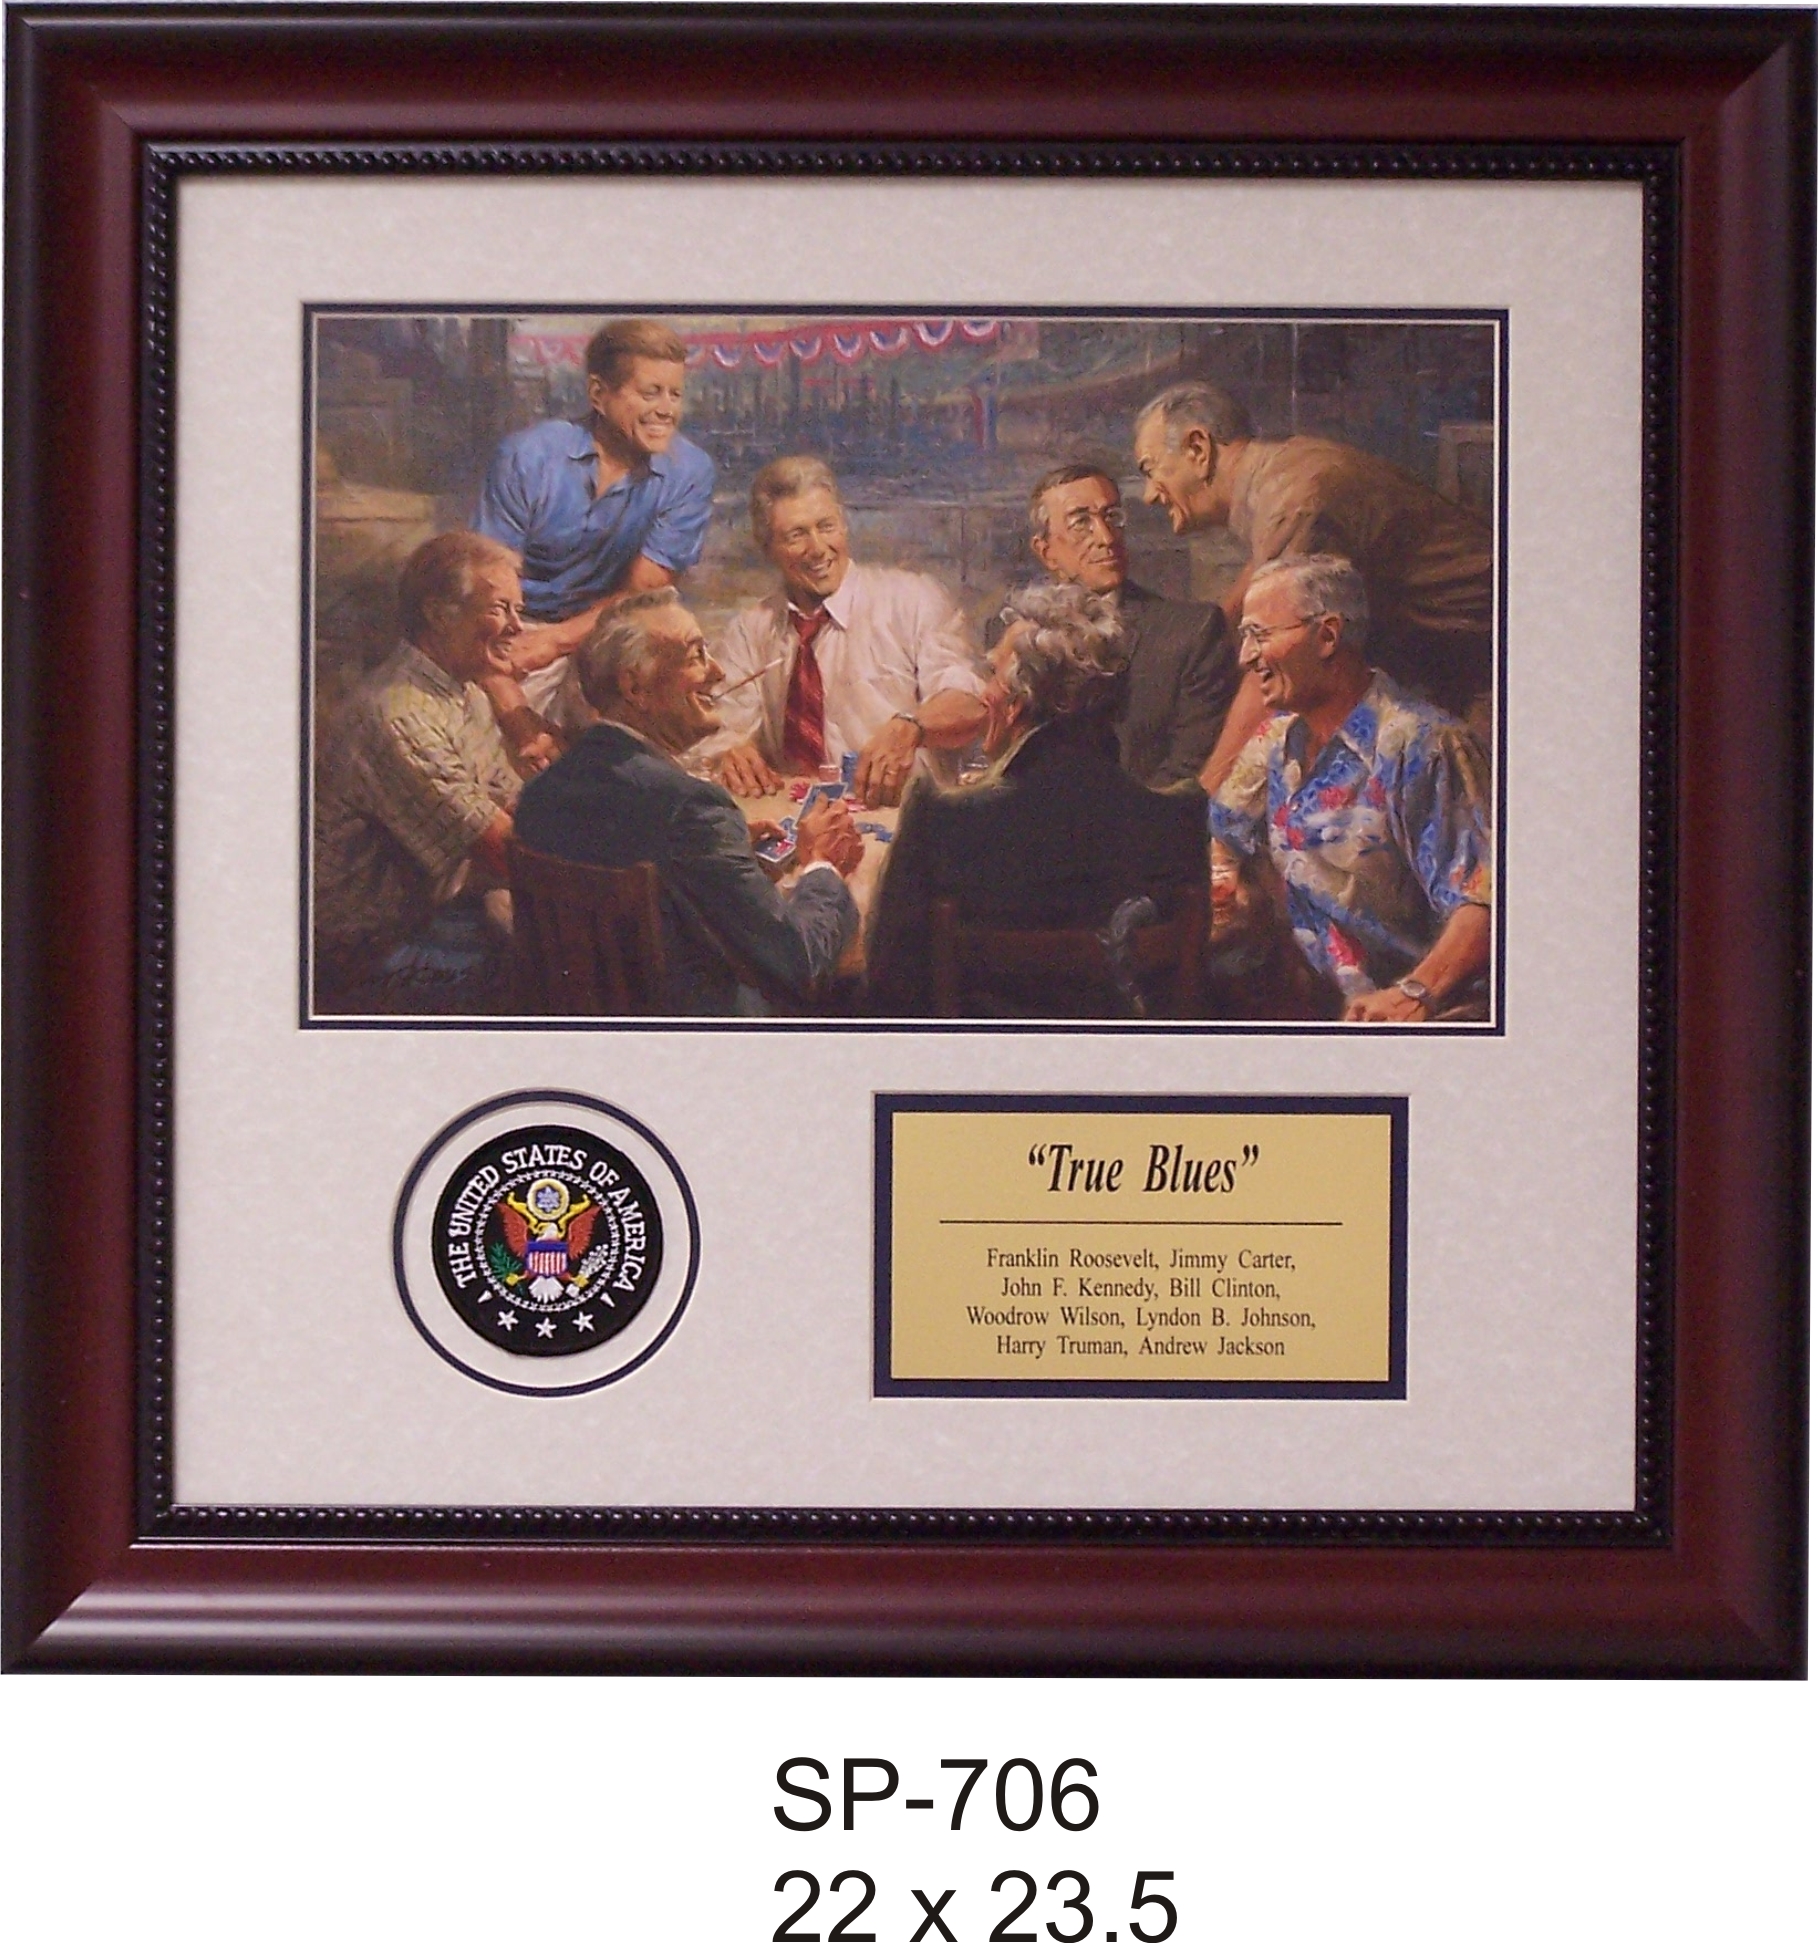 THE UNITED STATES OF AMERICA
“True Blues”
Franklin Roosevelt, Jimmy Carter,
John F. Kennedy, Bill Clinton,
Woodrow Wilson, Lyndon B. Johnson,
Harry Truman, Andrew Jackson
SP-706
22 x 23.5